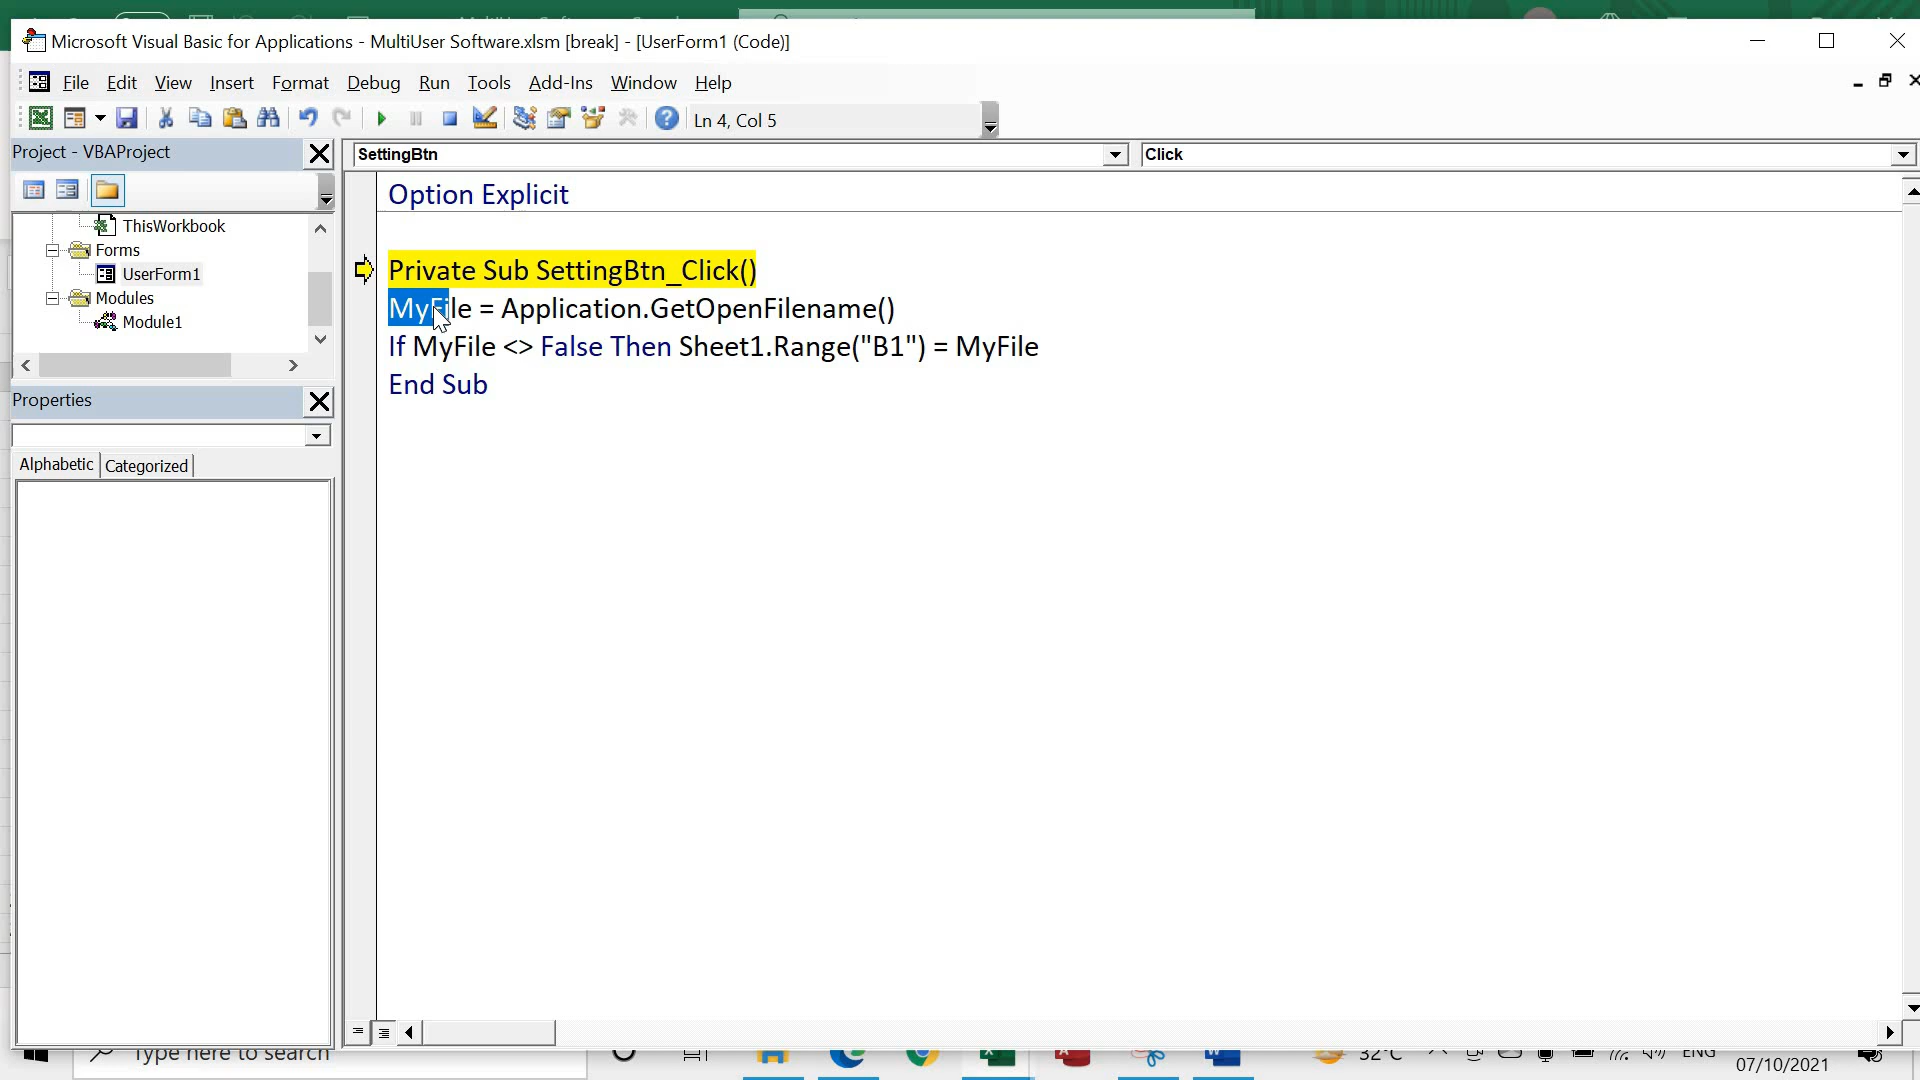 Microsoft Visual Basic for Applications - MultiUser Software.xlsm [break] - [UserForm1 (Code)]
File Edit View Insert Format Debug Run Tools Add-Ins Window Help
Ln 4, Col 5
Project - VBAProject
SettingBtn
Click
ThisWorkbook
Forms
UserForm1
Modules
Module1
Properties
Alphabetic
Categorized
Option Explicit
Private Sub SettingBtn_Click()
MyFile = Application.GetOpenFilename()
If MyFile <> False Then Sheet1.Range("B1") = MyFile
End Sub
Type here to search
32°C
ENG
07/10/2021